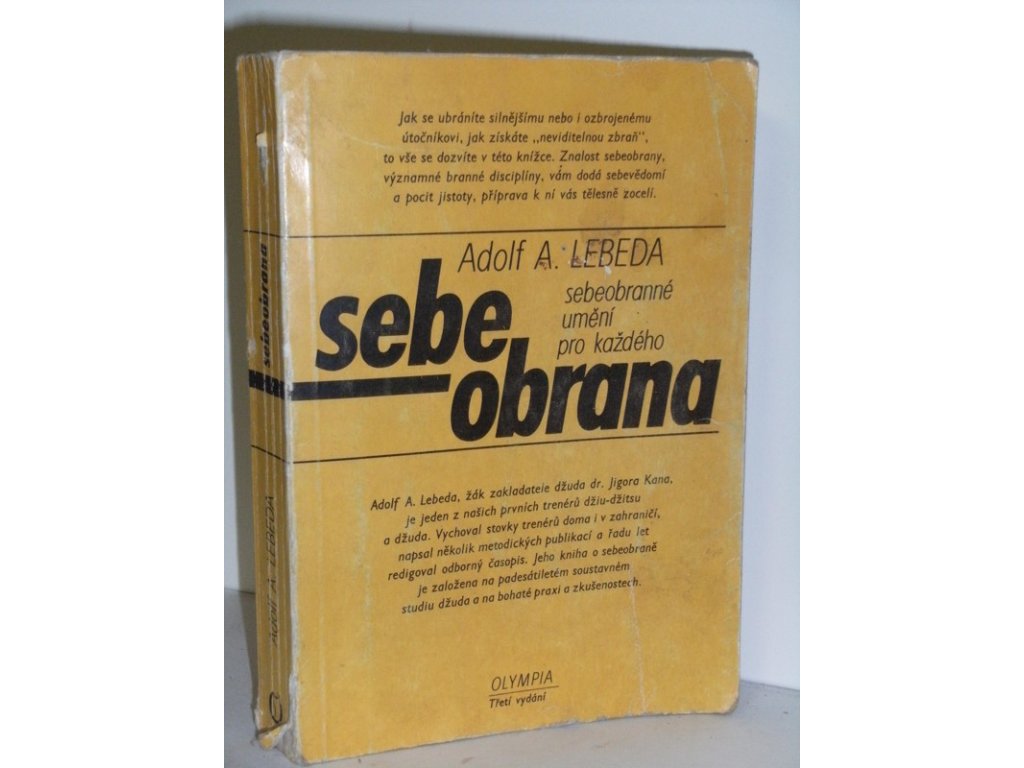 Jak se ubráníte silnějšímu nebo i ozbrojenému
útočníkovi, jak získáte „neviditelnou zbraň",
to vše se dozvíte v této knížce. Znalost sebeobrany,
významné branné disciplíny, vám dodá sebevědomí
a pocit jistoty, příprava k ní vás tělesně zocelí.
Adolf A. LEBEDA
sebeobranné
umění
pro každého
sebe
obrana
Adolf A. Lebeda, žák zakladatele džuda dr. Jigora Kana,
je jeden z našich prvních trenérů džiu-džitsu
a džuda. Vychoval stovky trenérů doma i v zahraničí,
napsal několik metodických publikací a řadu let
redigoval odborný časopis. Jeho kniha o sebeobraně
je založena na padesátiletém soustavném
studiu džuda a na bohaté praxi a zkušenostech.
OLYMPIA
Třetí vydání
sebeobrana
Adolf A. LEBEDA